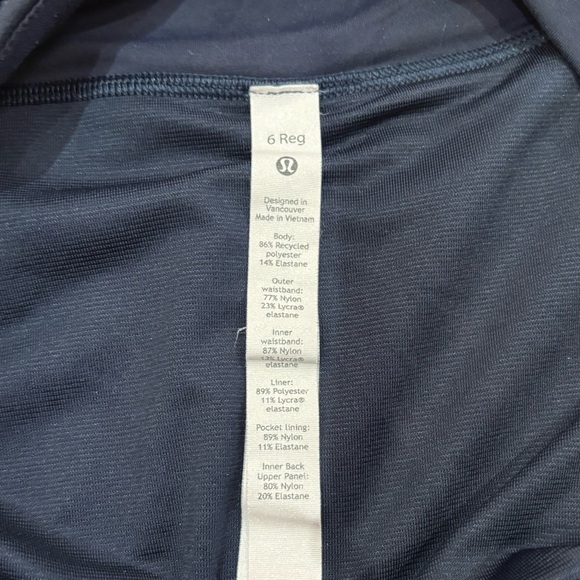 6 Reg
Designed in
Vancouver
Made in Vietnam
Body:
86% Recycled
polyester
14% Elastane
Outer
waistband:
77% Nylon
23% Lycra®
elastane
Inner
waistband:
87% Nylon
13% Lycra®
elastane
Liner:
89% Polyester
11% Lycra®
elastane
Pocket lining:
89% Nylon
11% Elastane
Inner Back
Upper Panel:
80% Nylon
20% Elastane